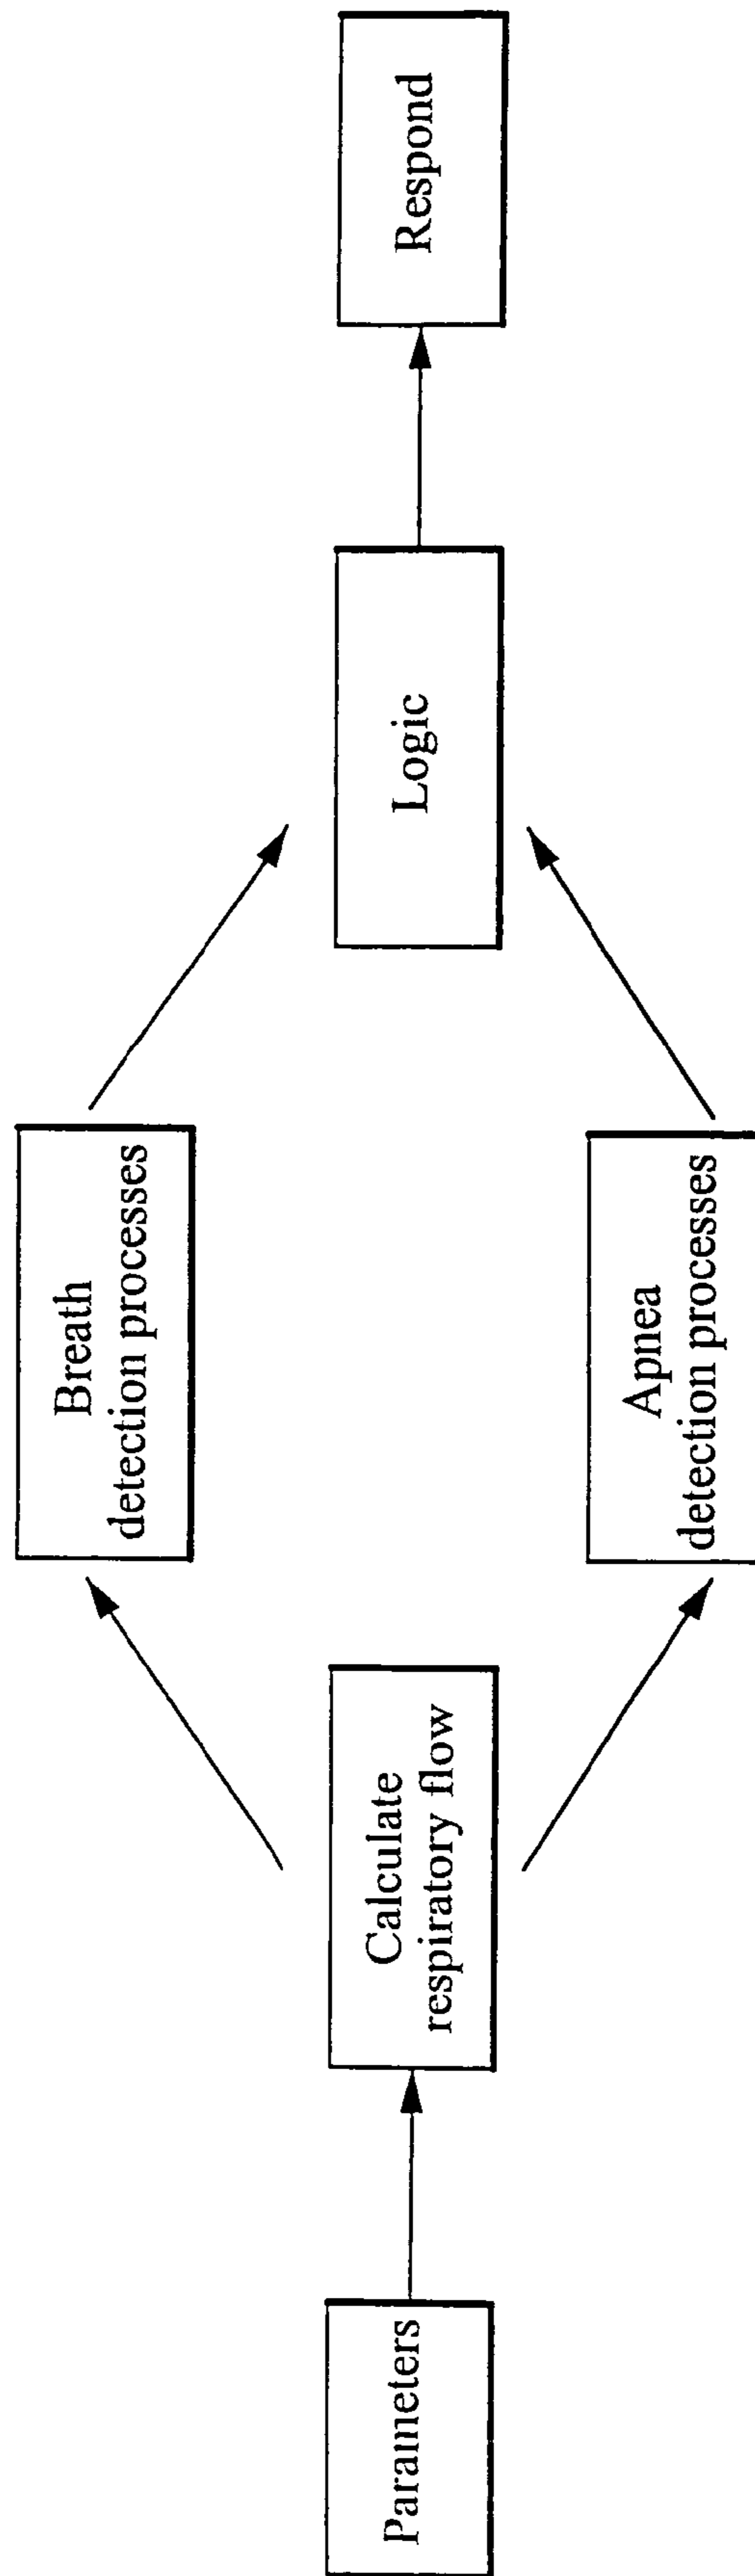 Parameters
Calculate
respiratory flow
Breath
detection processes
Apnea
detection processes
Logic
Respond